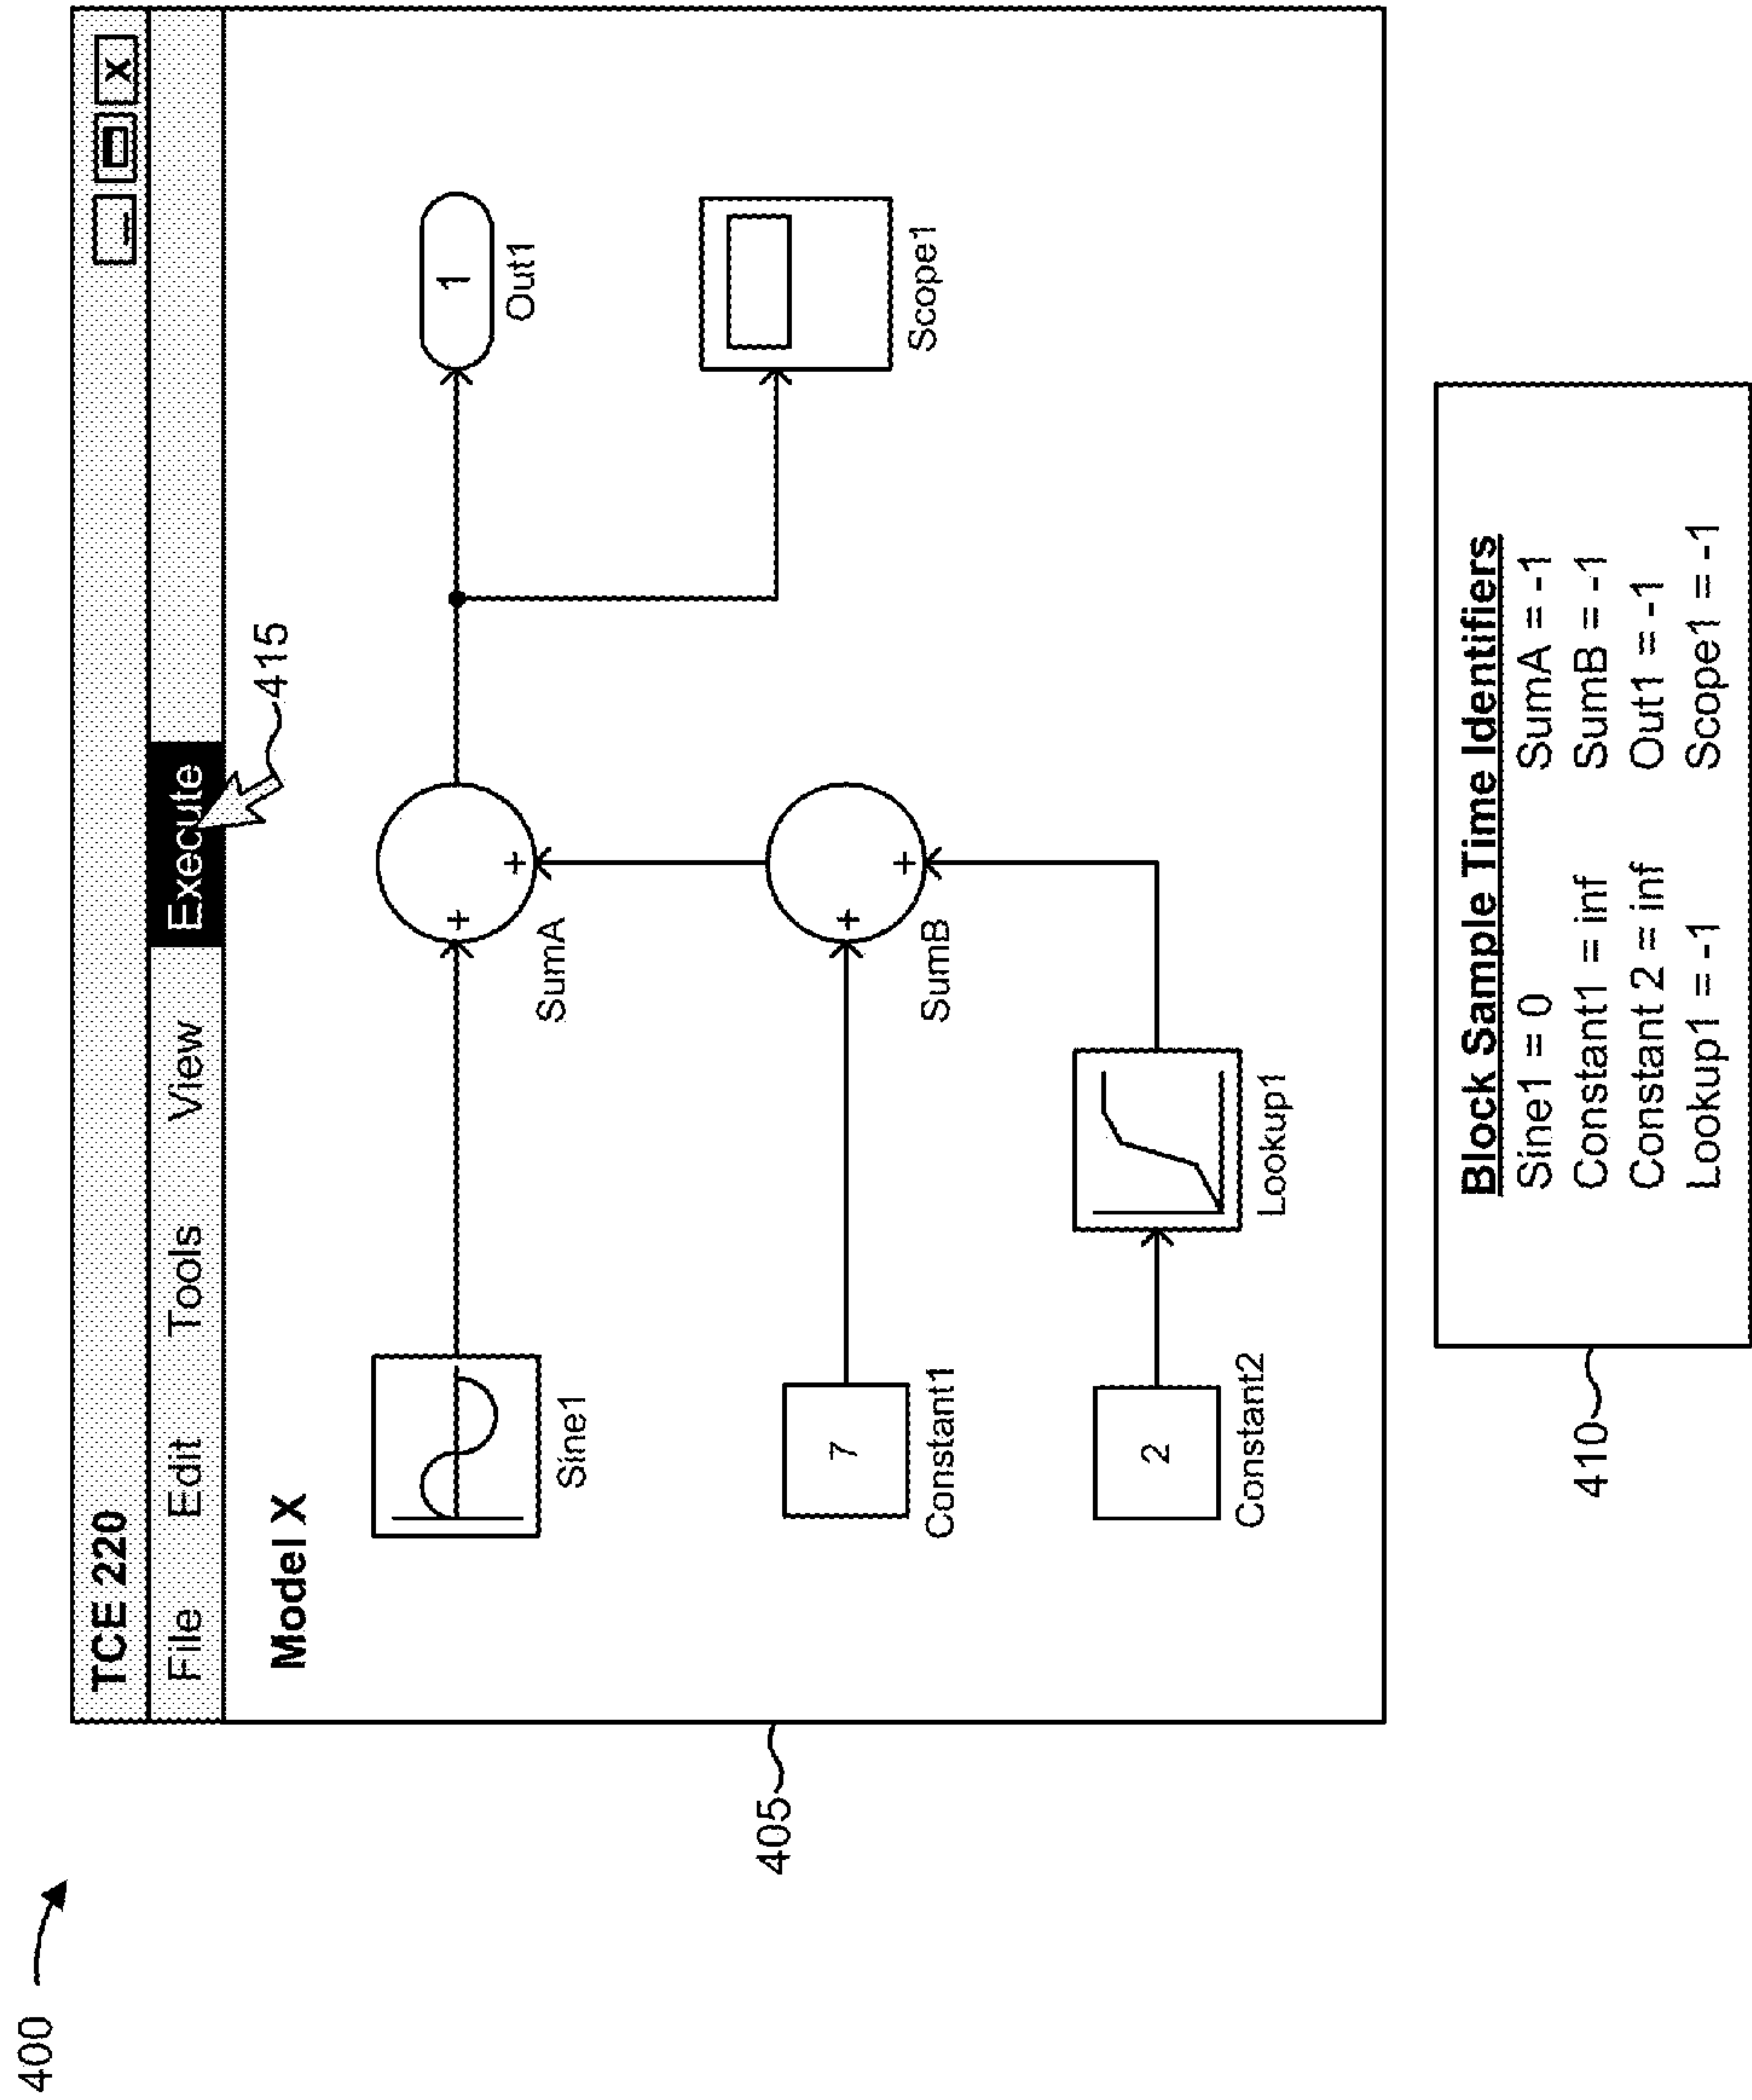 400
TCE 220
_ X
File Edit Tools View Execute
415
Model X
Sine1
+
+
SumA
1
Out1
7
Constant1
+
+
SumB
Scope1
2
Constant2
Lookup1
405
410
Block Sample Time Identifiers
Sine1 = 0 SumA = -1
Constant1 = inf SumB = -1
Constant 2 = inf Out1 = -1
Lookup1 = -1 Scope1 = -1